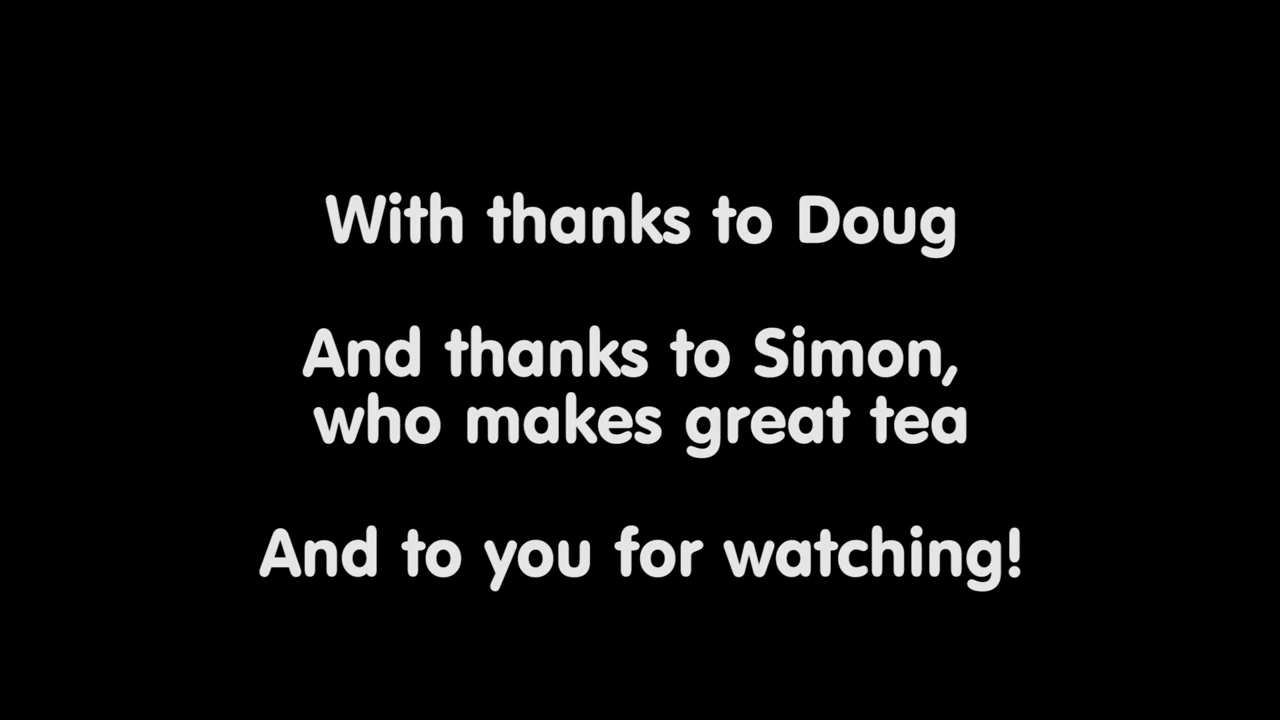 With thanks to Doug
And thanks to Simon,
who makes great tea
And to you for watching!